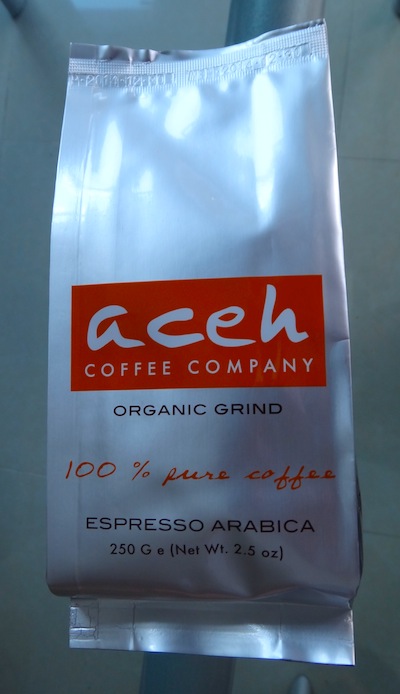 aceh
COFFEE COMPANY
ORGANIC GRIND
100 % pure coffee
ESPRESSO ARABICA
250 G e (Net Wt. 2.5 oz)